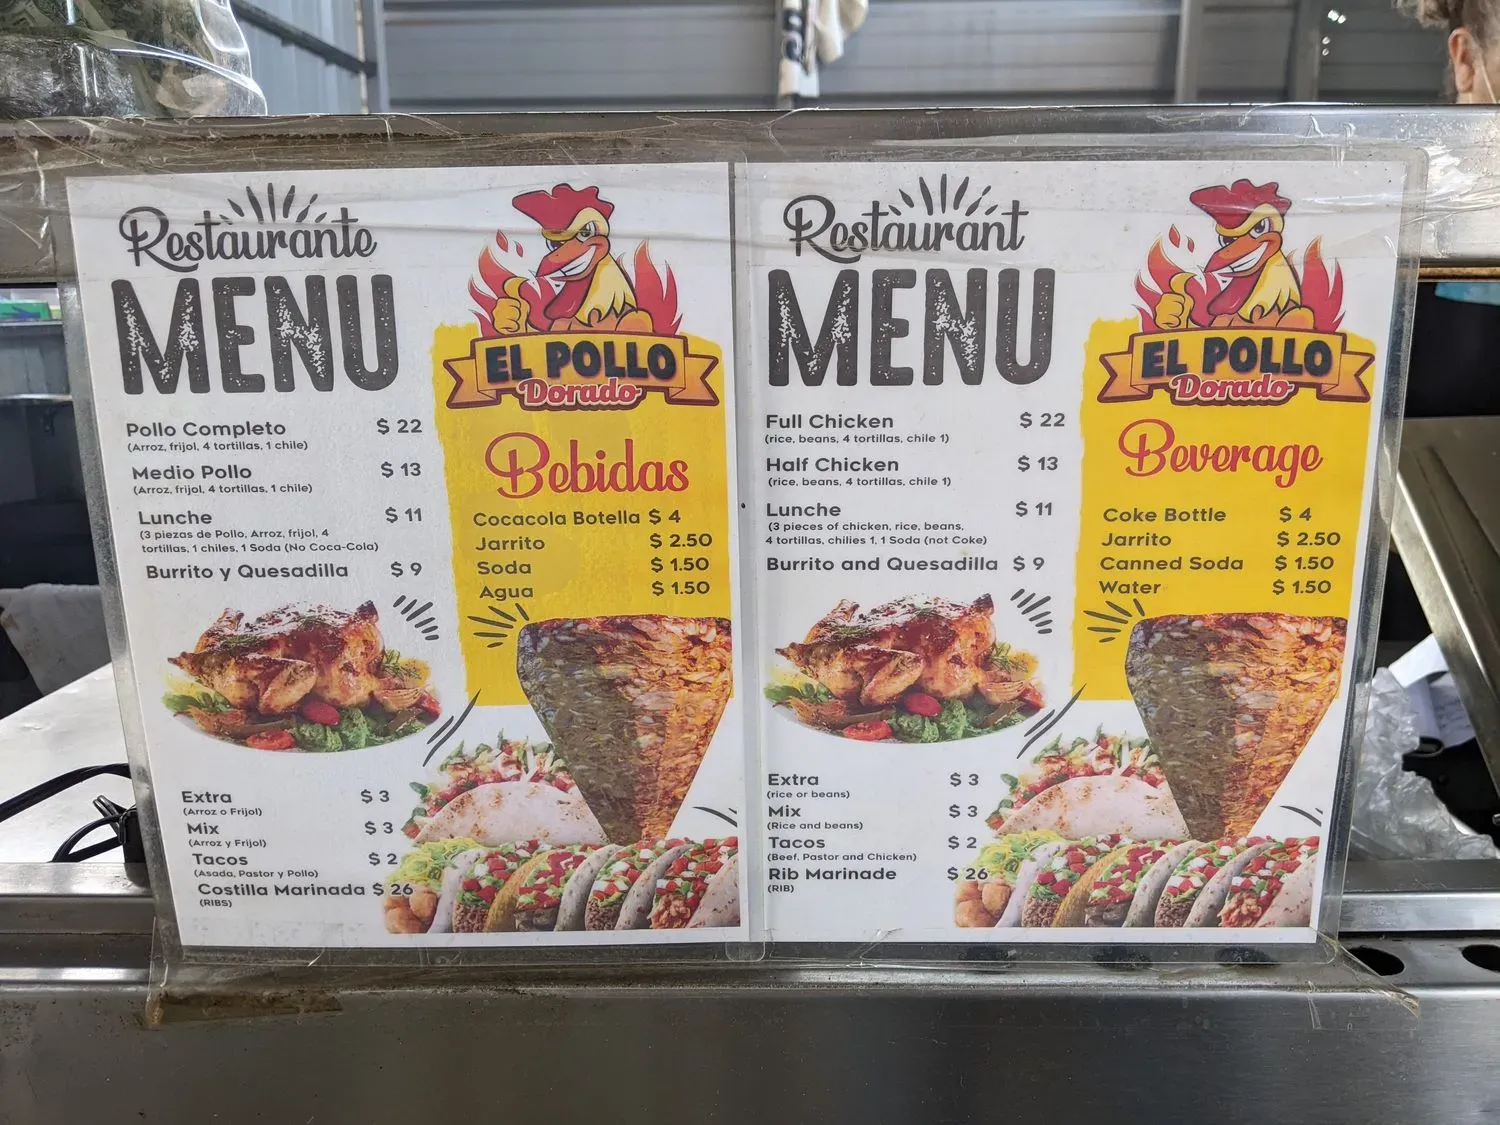 Restaurante
MENU
EL POLLO
Dorado
Pollo Completo $ 22
(Arroz, frijol, 4 tortillas, 1 chile)
Medio Pollo $ 13
(Arroz, frijol, 4 tortillas, 1 chile)
Lunche $ 11
(3 piezas de Pollo, Arroz, frijol, 4
tortillas, 1 chiles, 1 Soda (No Coca-Cola)
Burrito y Quesadilla $ 9
Bebidas
Cocacola Botella $ 4
Jarrito $ 2.50
Soda $ 1.50
Agua $ 1.50
Extra $ 3
(Arroz o Frijol)
Mix $ 3
(Arroz y Frijol)
Tacos $ 2
(Asada, Pastor y Pollo)
Costilla Marinada $ 26
(RIBS)
Restaurant
MENU
EL POLLO
Dorado
Full Chicken $ 22
(rice, beans, 4 tortillas, chile 1)
Half Chicken $ 13
(rice, beans, 4 tortillas, chile 1)
Lunche $ 11
(3 pieces of chicken, rice, beans,
4 tortillas, chilies 1, 1 Soda (not Coke)
Burrito and Quesadilla $ 9
Beverage
Coke Bottle $ 4
Jarrito $ 2.50
Canned Soda $ 1.50
Water $ 1.50
Extra $ 3
(rice or beans)
Mix $ 3
(Rice and beans)
Tacos $ 2
(Beef, Pastor and Chicken)
Rib Marinade $ 26
(RIB)